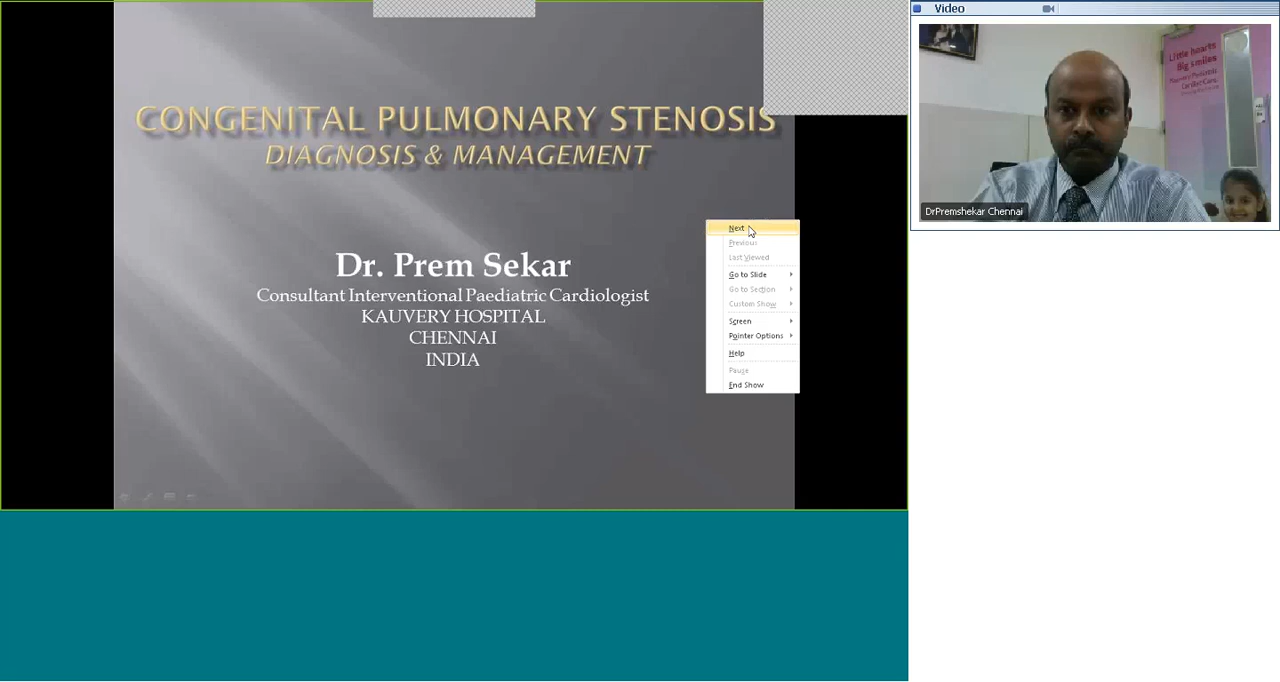 CONGENITAL PULMONARY STENOSIS
DIAGNOSIS & MANAGEMENT
Dr. Prem Sekar
Consultant Interventional Paediatric Cardiologist
KAUVERY HOSPITAL
CHENNAI
INDIA
Next
Previous
Last Viewed
Go to Slide
Go to Section
Custom Show
Screen
Pointer Options
Help
Pause
End Show
Video
Little hearts
Big smiles
DrPremshekar Chennai